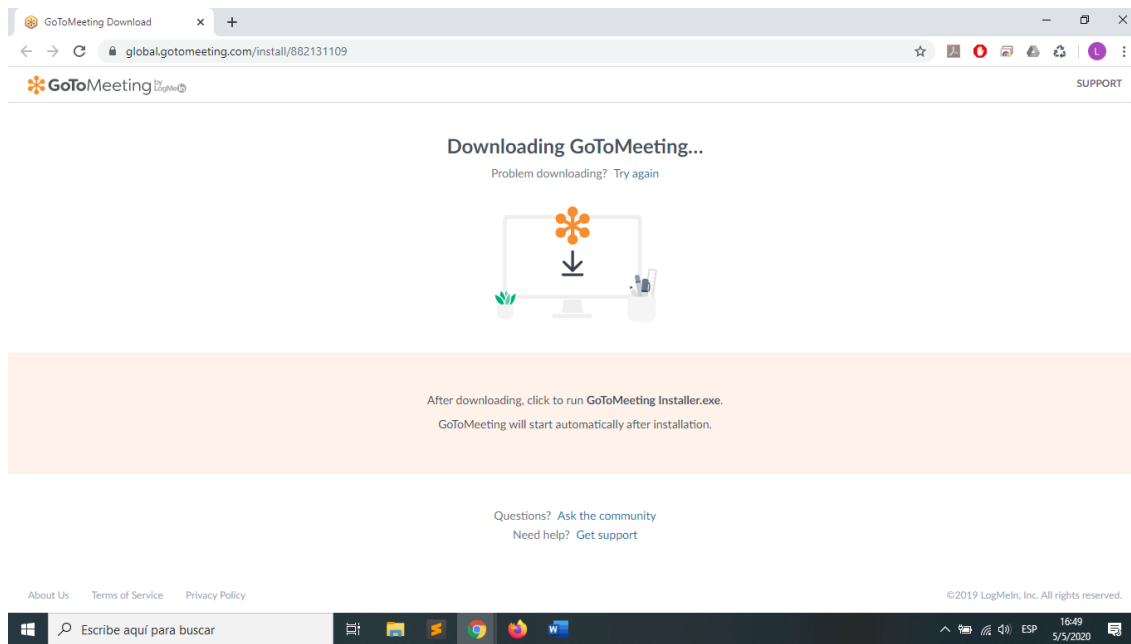 GoToMeeting Download
global.gotomeeting.com/install/882131109
L
GoToMeeting by LogMeIn
SUPPORT
Downloading GoToMeeting...
Problem downloading? Try again
After downloading, click to run GoToMeeting Installer.exe.
GoToMeeting will start automatically after installation.
Questions? Ask the community
Need help? Get support
About Us Terms of Service Privacy Policy
©2019 LogMeIn, Inc. All rights reserved.
Escribe aquí para buscar
ESP
16:49
5/5/2020